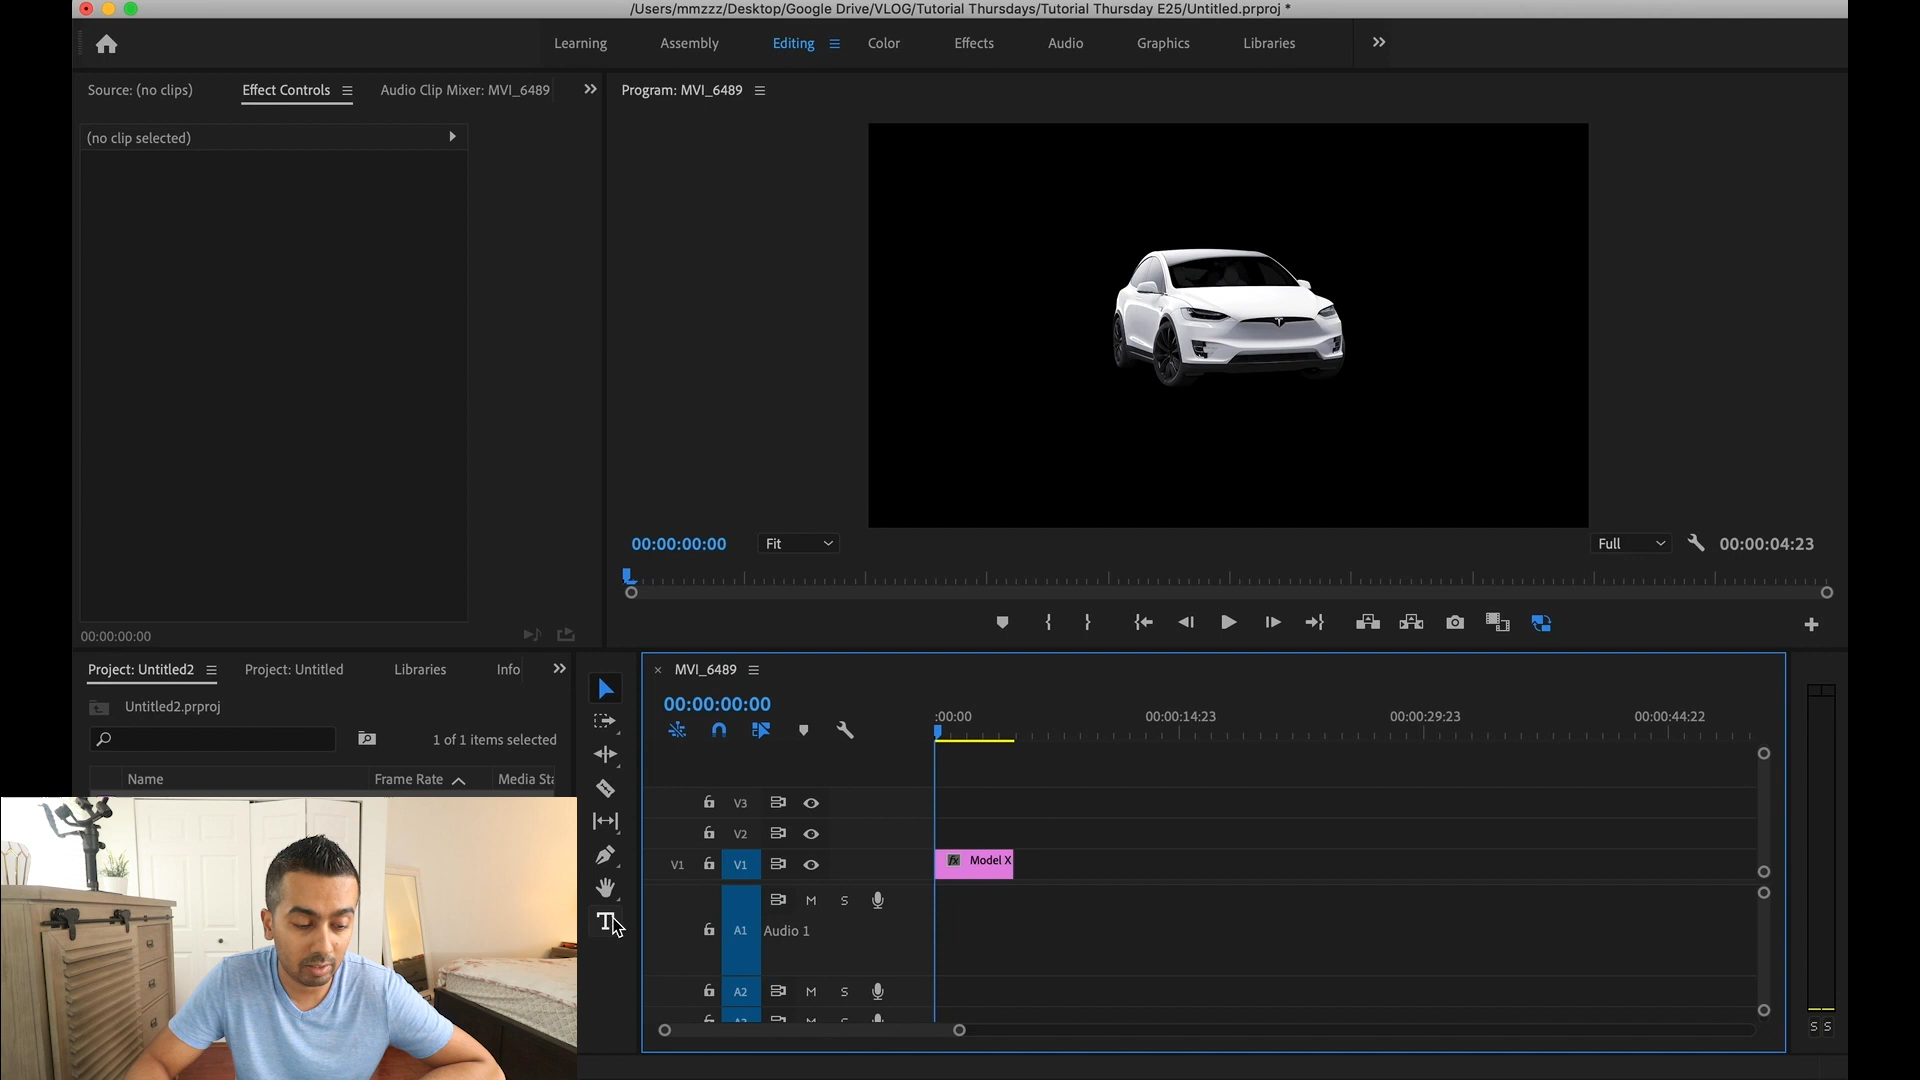 /Users/mmzzz/Desktop/Google Drive/VLOG/Tutorial Thursdays/Tutorial Thursday E25/Untitled.prproj *
Learning
Assembly
Editing
Color
Effects
Audio
Graphics
Libraries
Source: (no clips)
Effect Controls
Audio Clip Mixer: MVI_6489
Program: MVI_6489
(no clip selected)
00:00:00:00
Fit
Full
00:00:04:23
00:00:00:00
Project: Untitled2
Project: Untitled
Libraries
Info
Untitled2.prproj
1 of 1 items selected
Name
Frame Rate
Media Sta
MVI_6489
00:00:00:00
:00:00
00:00:14:23
00:00:29:23
00:00:44:22
V3
V2
V1
V1
fx
Model X
M
S
A1
Audio 1
A2
M
S
S
S